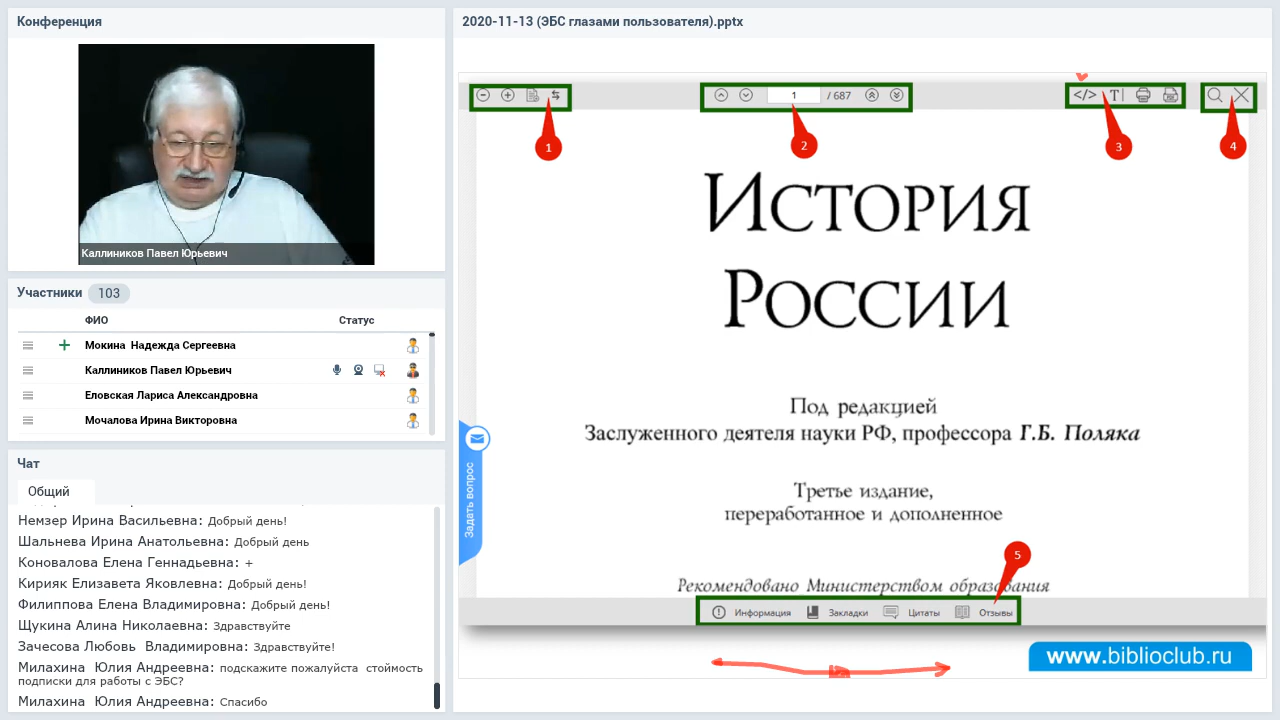 Конференция
Каллиников Павел Юрьевич
Участники 103
ФИО Статус
Мокина Надежда Сергеевна
Каллиников Павел Юрьевич
Еловская Лариса Александровна
Мочалова Ирина Викторовна
Чат
Общий
Немзер Ирина Васильевна: Добрый день!
Шальнева Ирина Анатольевна: Добрый день
Коновалова Елена Геннадьевна: +
Кирияк Елизавета Яковлевна: Добрый день!
Филиппова Елена Владимировна: Добрый день!
Щукина Алина Николаевна: Здравствуйте
Зачесова Любовь Владимировна: Здравствуйте!
Милахина Юлия Андреевна: подскажите пожалуйста стоимость
подписки для работы с ЭБС?
Милахина Юлия Андреевна: Спасибо
2020-11-13 (ЭБС глазами пользователя).pptx
1 / 687
</> T
1
2
3
4
История
России
Под редакцией
Заслуженного деятеля науки РФ, профессора Г.Б. Поляка
Третье издание,
переработанное и дополненное
Рекомендовано Министерством образования
5
Задать вопрос
Информация Закладки Цитаты Отзывы
www.biblioclub.ru